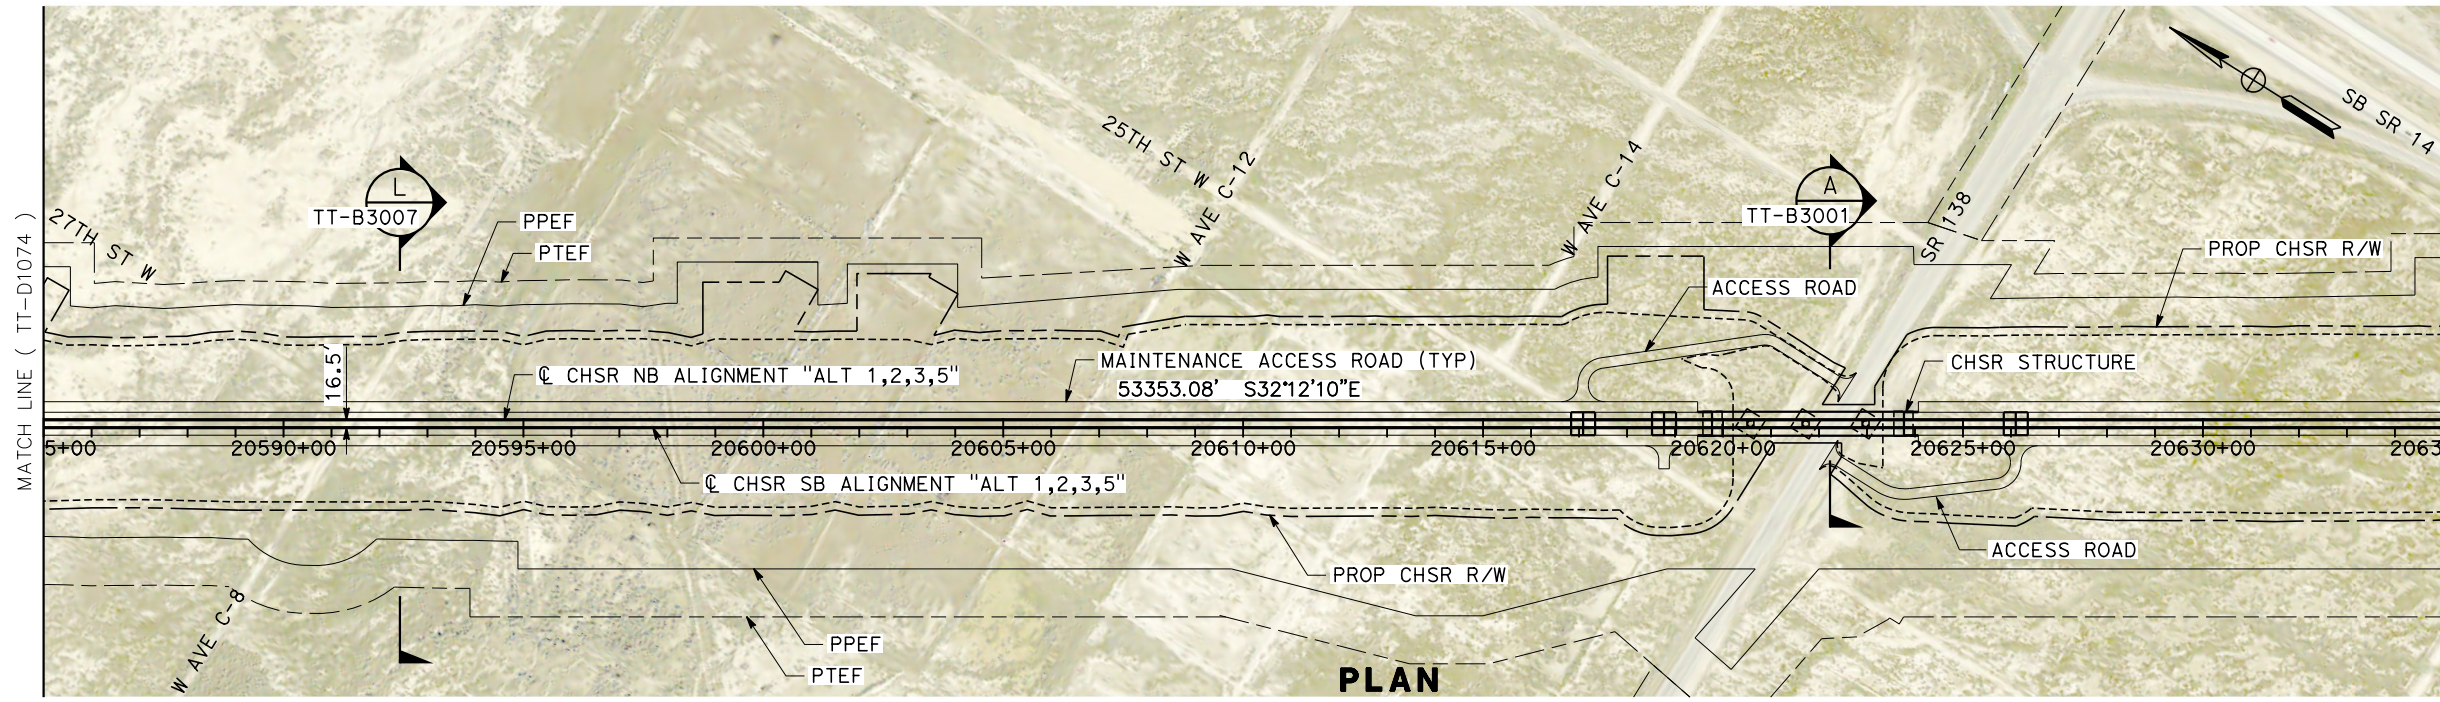 MATCH LINE ( TT-D1074 )
27TH ST W
L
TT-B3007
PPEF
PTEF
25TH ST W
W AVE C-12
W AVE C-14
A
TT-B3001
SR 138
SB SR 14
PROP CHSR R/W
ACCESS ROAD
16.5'
℄ CHSR NB ALIGNMENT "ALT 1,2,3,5"
MAINTENANCE ACCESS ROAD (TYP)
53353.08' S32°12'10"E
CHSR STRUCTURE
5+00 20590+00 20595+00 20600+00 20605+00 20610+00 20615+00 20620+00 20625+00 20630+00 2063
℄ CHSR SB ALIGNMENT "ALT 1,2,3,5"
ACCESS ROAD
PROP CHSR R/W
W AVE C-8
PPEF
PTEF
PLAN